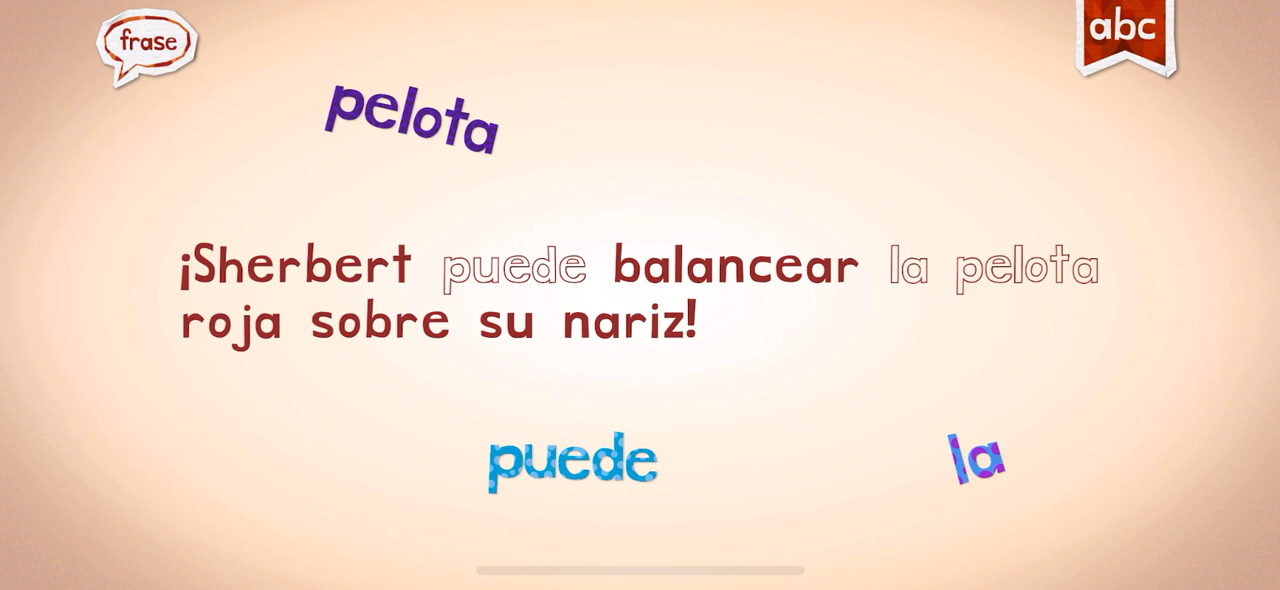 frase
abc
pelota
¡Sherbert puede balancear la pelota
roja sobre su nariz!
puede
la